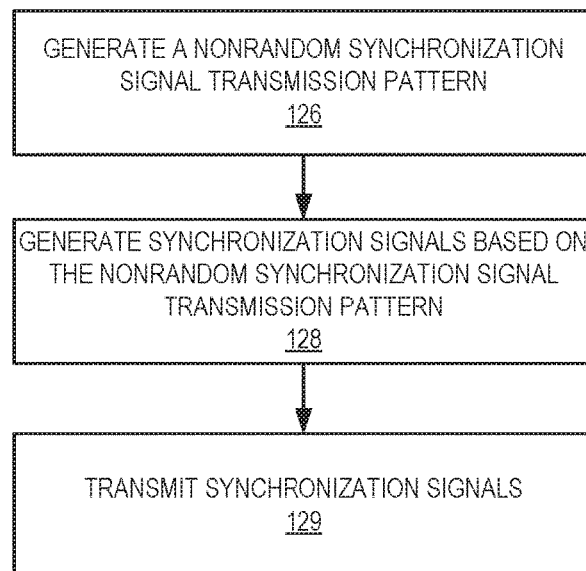 GENERATE A NONRANDOM SYNCHRONIZATION
SIGNAL TRANSMISSION PATTERN
126
GENERATE SYNCHRONIZATION SIGNALS BASED ON
THE NONRANDOM SYNCHRONIZATION SIGNAL
TRANSMISSION PATTERN
128
TRANSMIT SYNCHRONIZATION SIGNALS
129